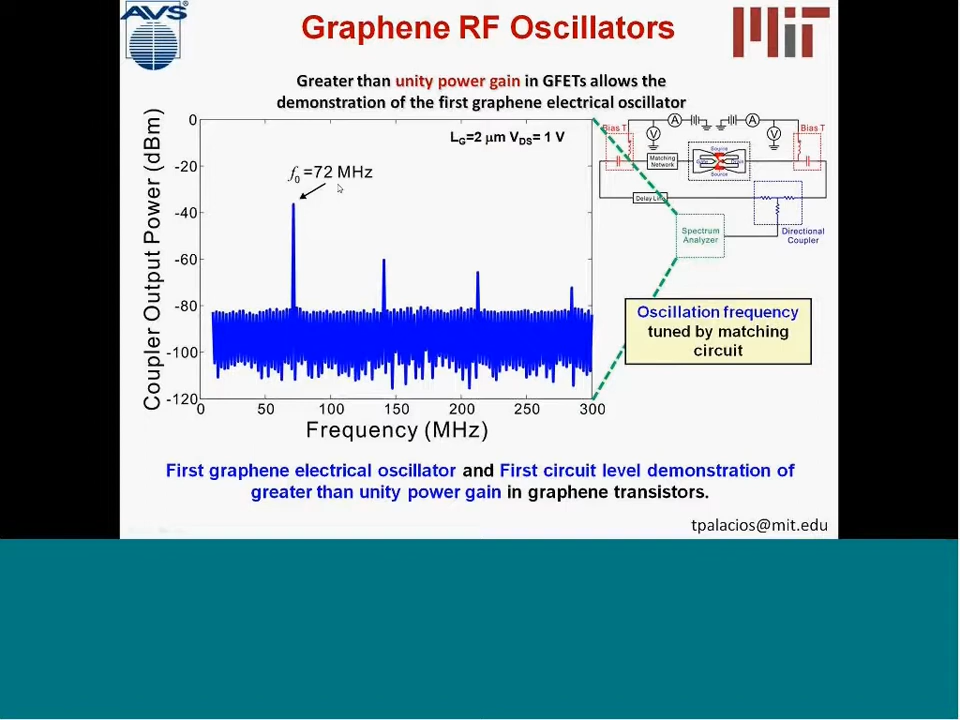 AVS
MIT
Graphene RF Oscillators
Greater than unity power gain in GFETs allows the
demonstration of the first graphene electrical oscillator
Coupler Output Power (dBm)
0
-20
-40
-60
-80
-100
-120
L_G=2 μm V_DS= 1 V
f_0 =72 MHz
0 50 100 150 200 250 300
Frequency (MHz)
Bias T
A
A
Bias T
V
V
Matching
Network
Source
Source
Delay Line
Spectrum
Analyzer
Directional
Coupler
Oscillation frequency
tuned by matching
circuit
First graphene electrical oscillator and First circuit level demonstration of
greater than unity power gain in graphene transistors.
tpalacios@mit.edu